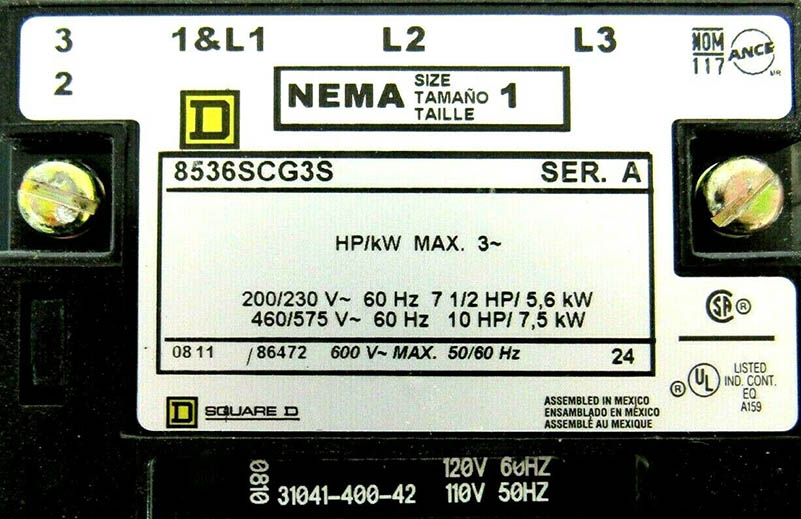 3 1&L1 L2 L3 NOM ANCE
2 117
NEMA SIZE 1
TAMAÑO
TAILLE
D
8536SCG3S SER. A
HP/kW MAX. 3~
200/230 V~ 60 Hz 7 1/2 HP/ 5,6 kW
460/575 V~ 60 Hz 10 HP/ 7,5 kW
0811 / 86472 600 V~ MAX. 50/60 Hz 24
SA ®
® UL LISTED
IND. CONT.
EQ.
A159
D SQUARE D
ASSEMBLED IN MEXICO
ENSAMBLADO EN MÉXICO
ASSEMBLÉ AU MEXIQUE
0810 31041-400-42
120V 60HZ
110V 50HZ